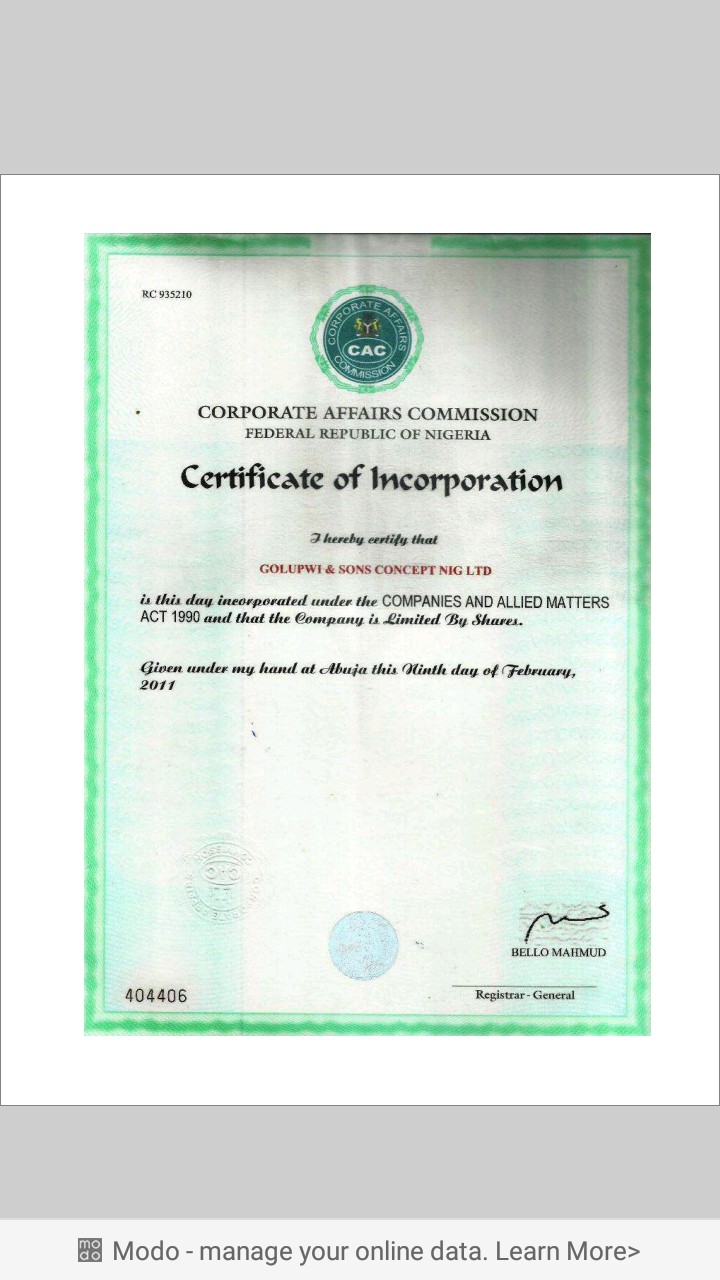 RC 935210
CORPORATE AFFAIRS
CAC
COMMISSION
CORPORATE AFFAIRS COMMISSION
FEDERAL REPUBLIC OF NIGERIA
Certificate of Incorporation
I hereby certify that
GOLUPWI & SONS CONCEPT NIG LTD
is this day incorporated under the COMPANIES AND ALLIED MATTERS
ACT 1990 and that the Company is Limited By Shares.
Given under my hand at Abuja this Ninth day of February,
2011
BELLO MAHMUD
404406
Registrar - General
modo Modo - manage your online data. Learn More>